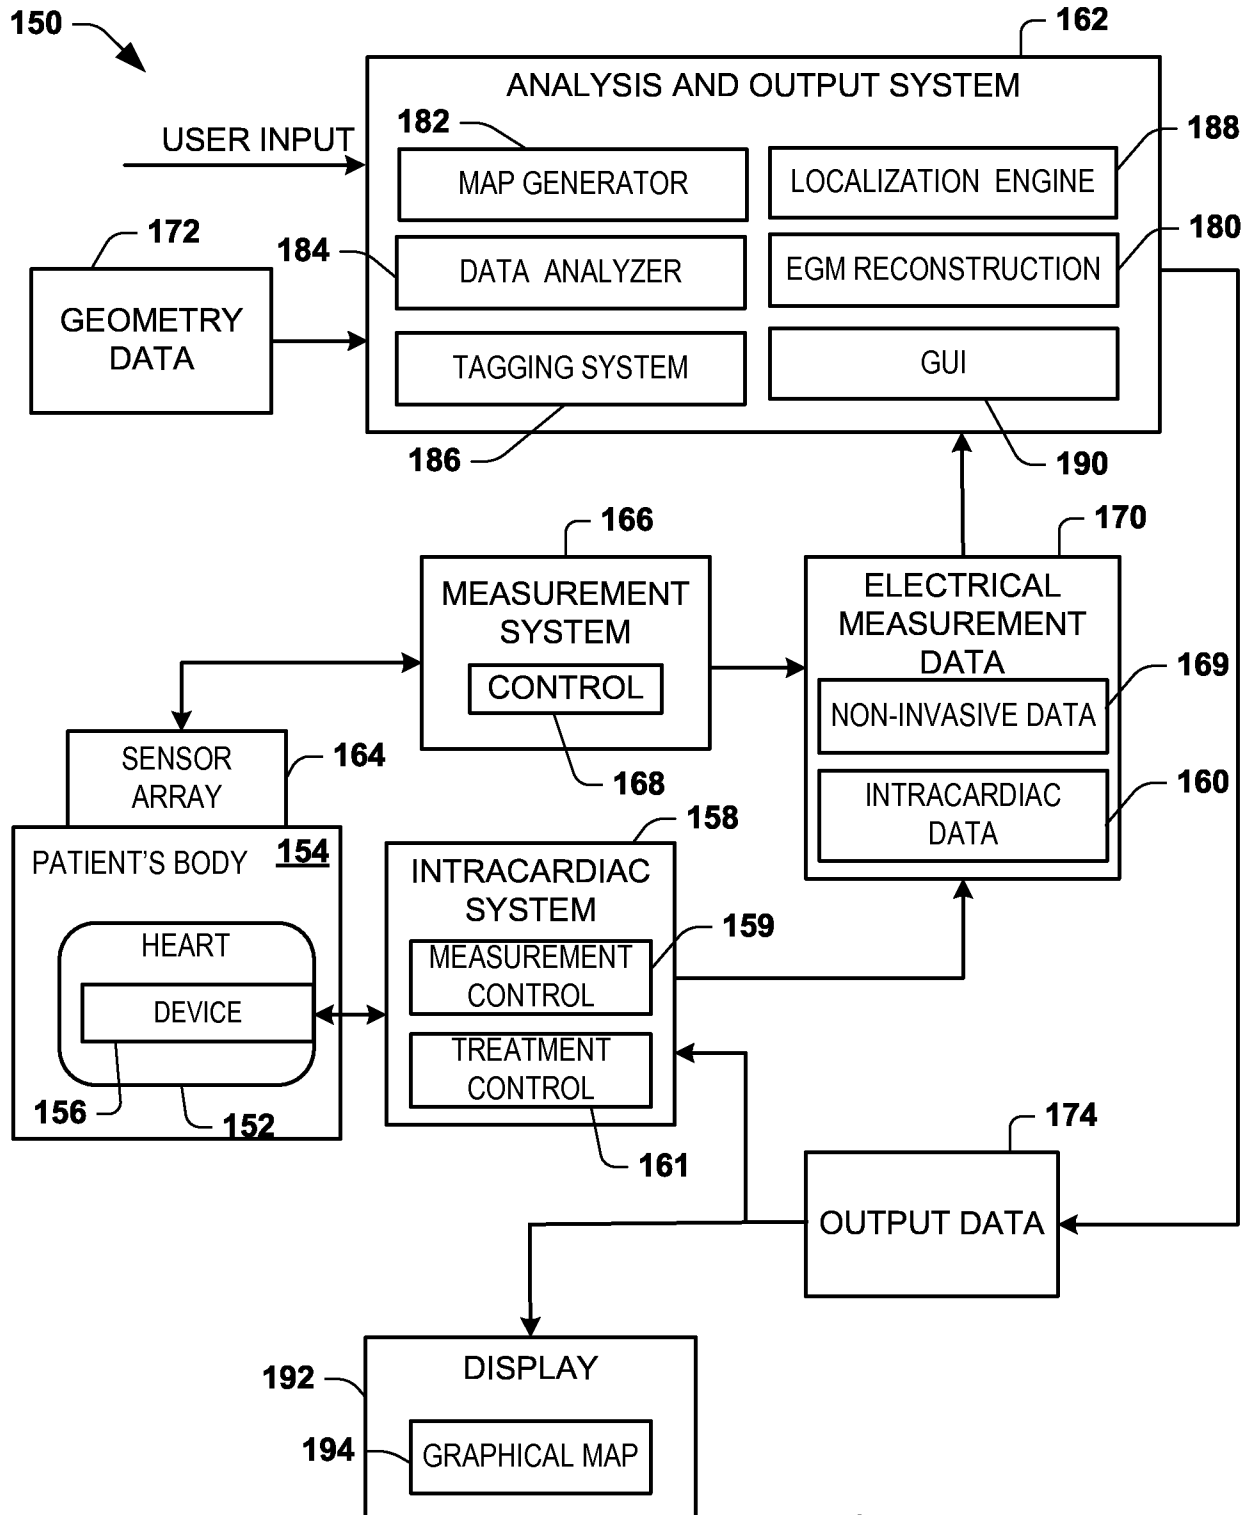 150
162
ANALYSIS AND OUTPUT SYSTEM
USER INPUT
182
MAP GENERATOR
188
LOCALIZATION ENGINE
172
GEOMETRY
DATA
184
DATA ANALYZER
180
EGM RECONSTRUCTION
TAGGING SYSTEM
GUI
186
190
166
MEASUREMENT
SYSTEM
CONTROL
168
170
ELECTRICAL
MEASUREMENT
DATA
169
NON-INVASIVE DATA
160
INTRACARDIAC
DATA
SENSOR
ARRAY
164
PATIENT'S BODY
154
HEART
DEVICE
156
152
158
INTRACARDIAC
SYSTEM
159
MEASUREMENT
CONTROL
TREATMENT
CONTROL
161
174
OUTPUT DATA
192
DISPLAY
194
GRAPHICAL MAP